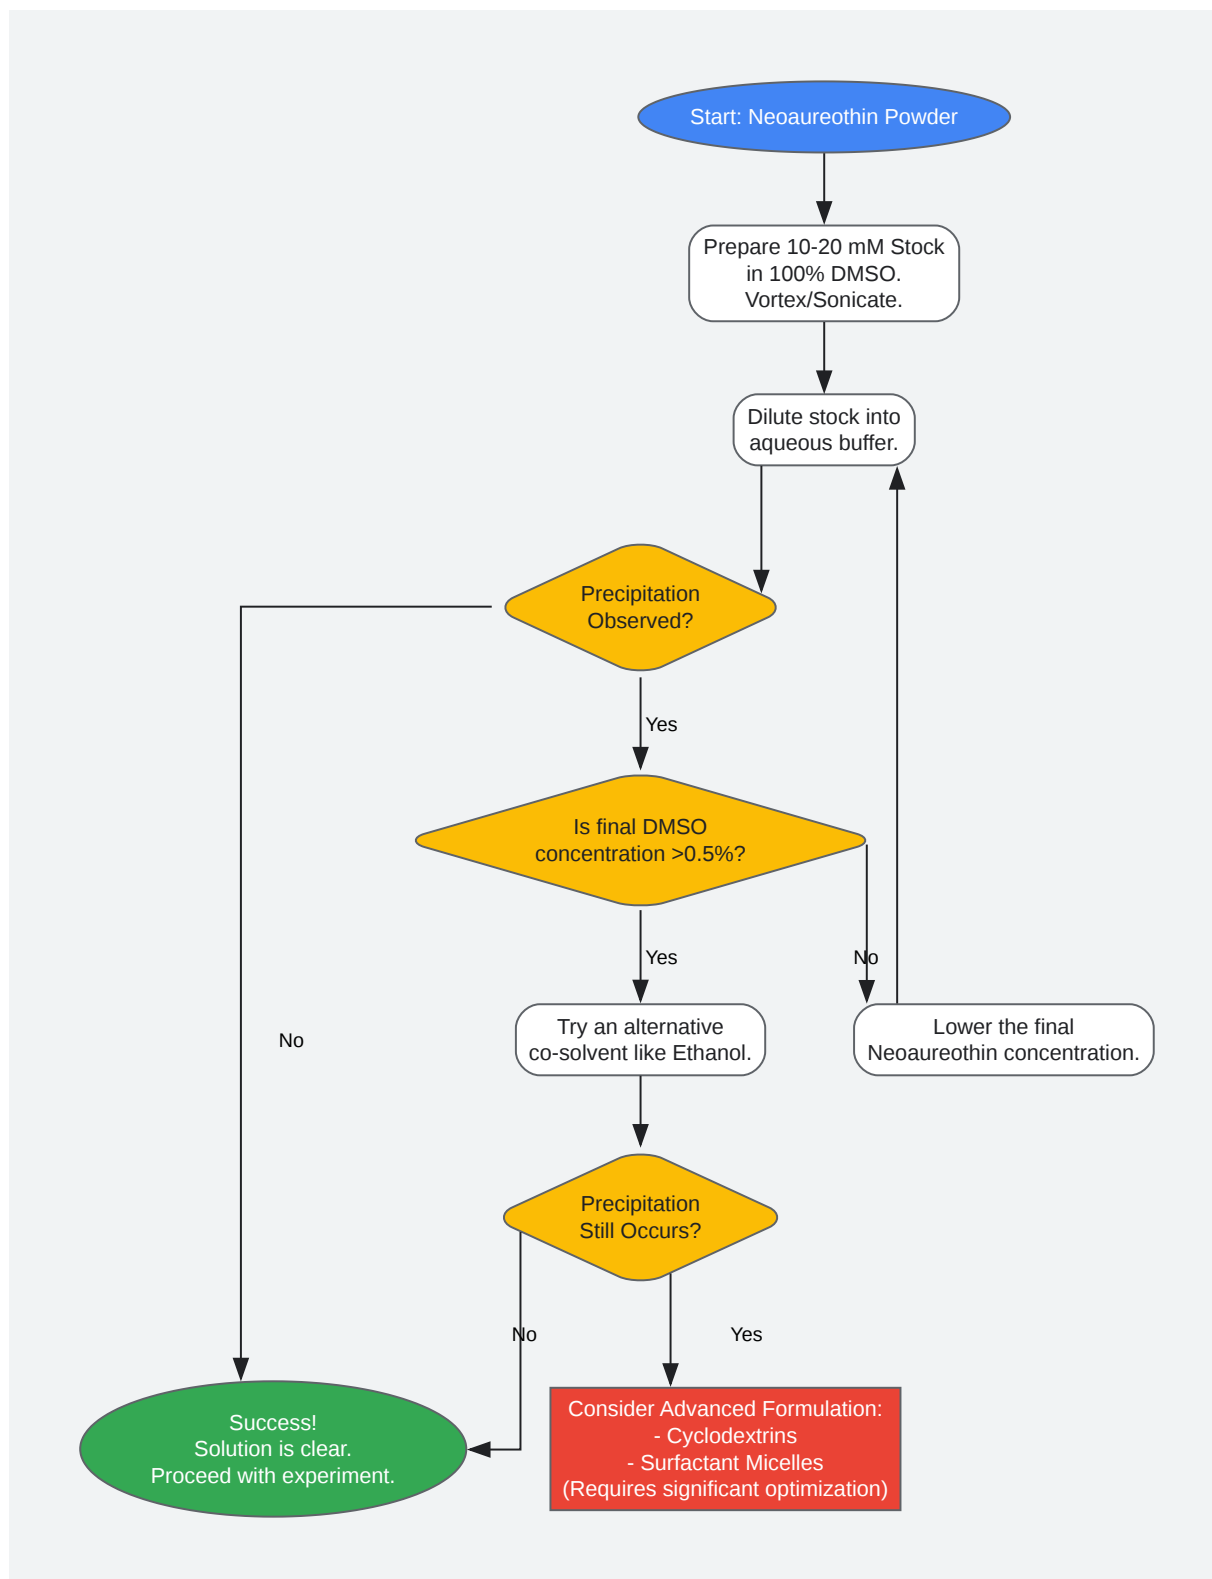 Start: Neoaureothin Powder
Prepare 10-20 mM Stock
in 100% DMSO.
Vortex/Sonicate.
Dilute stock into
aqueous buffer.
Precipitation
Observed?
Yes
Is final DMSO
concentration >0.5%?
Yes
No
Try an alternative
co-solvent like Ethanol.
Lower the final
Neoaureothin concentration.
No
Precipitation
Still Occurs?
No
Yes
Success!
Solution is clear.
Proceed with experiment.
Consider Advanced Formulation:
- Cyclodextrins
- Surfactant Micelles
(Requires significant optimization)